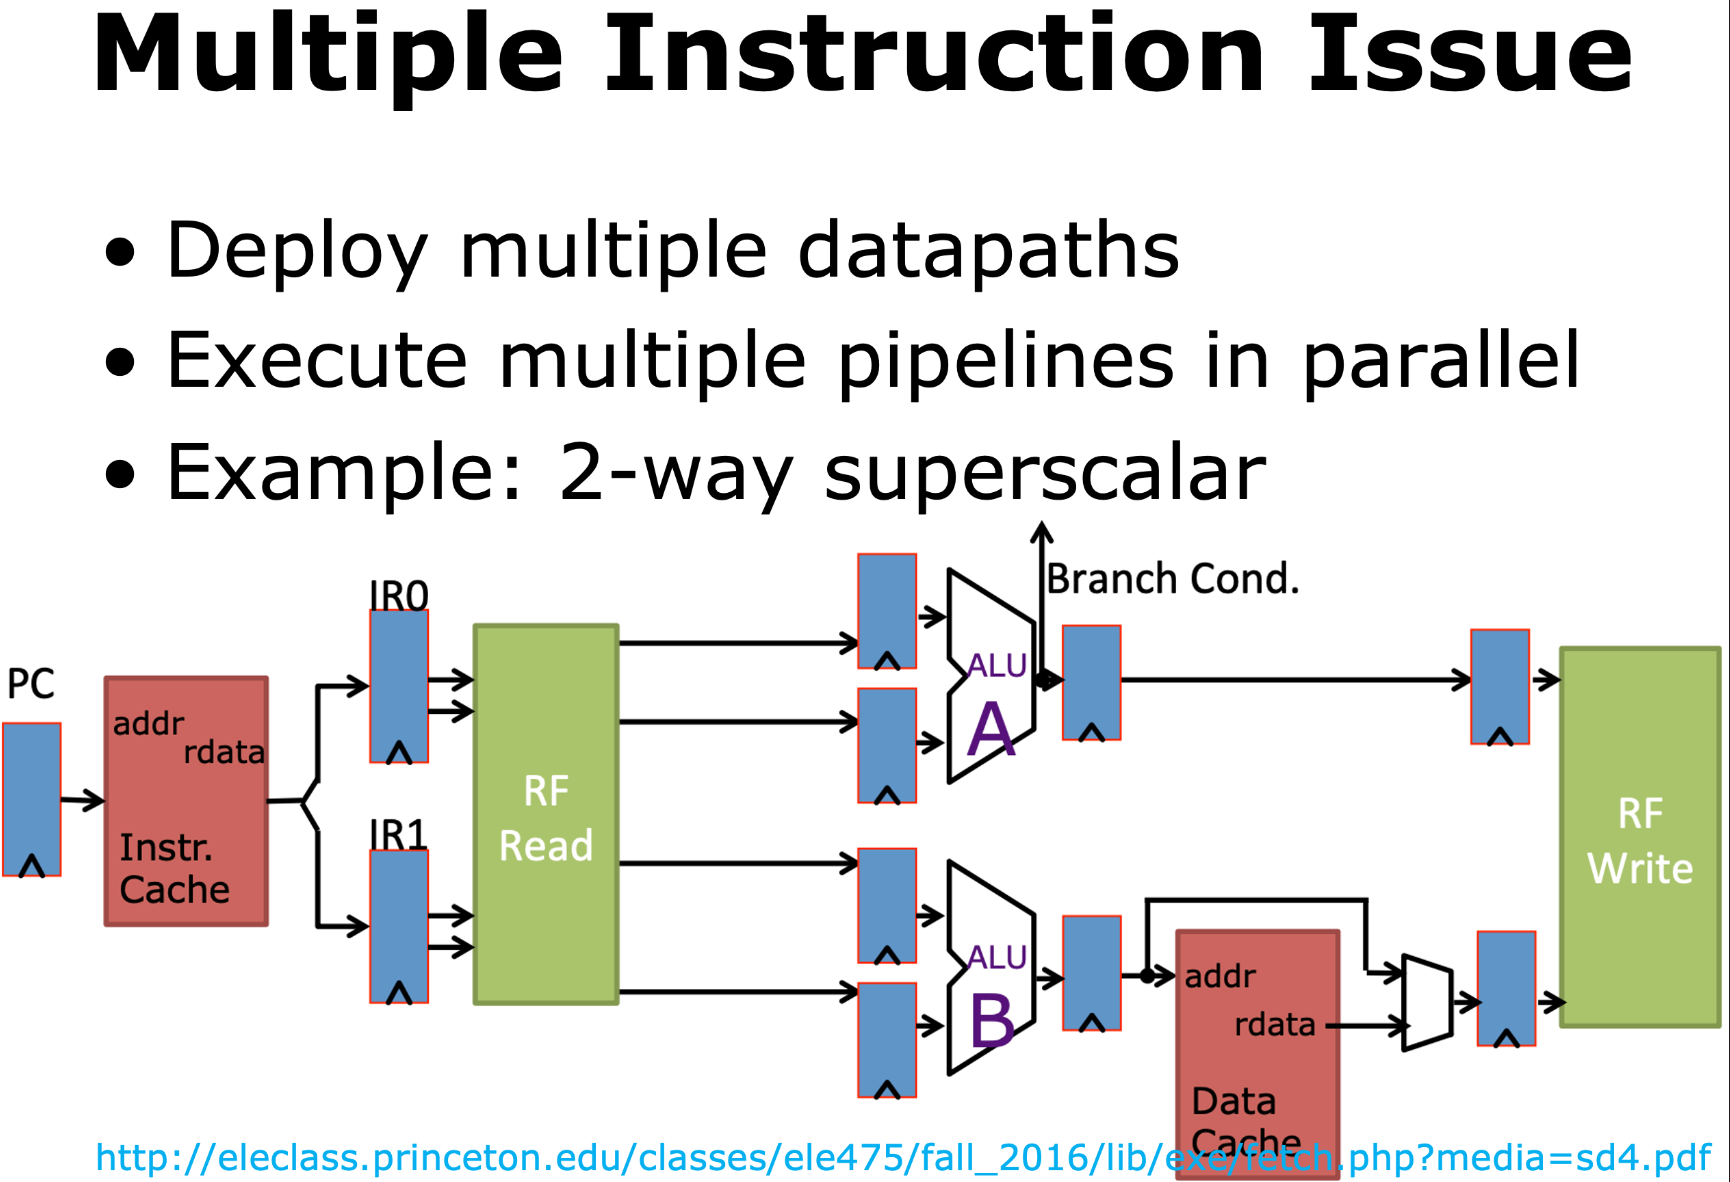 Multiple Instruction Issue
• Deploy multiple datapaths
• Execute multiple pipelines in parallel
• Example: 2-way superscalar
Branch Cond.
IR0
PC
addr
rdata
Instr.
Cache
IR1
RF
Read
ALU
A
ALU
B
addr
rdata
Data
Cache
RF
Write
http://eleclass.princeton.edu/classes/ele475/fall_2016/lib/exe/fetch.php?media=sd4.pdf